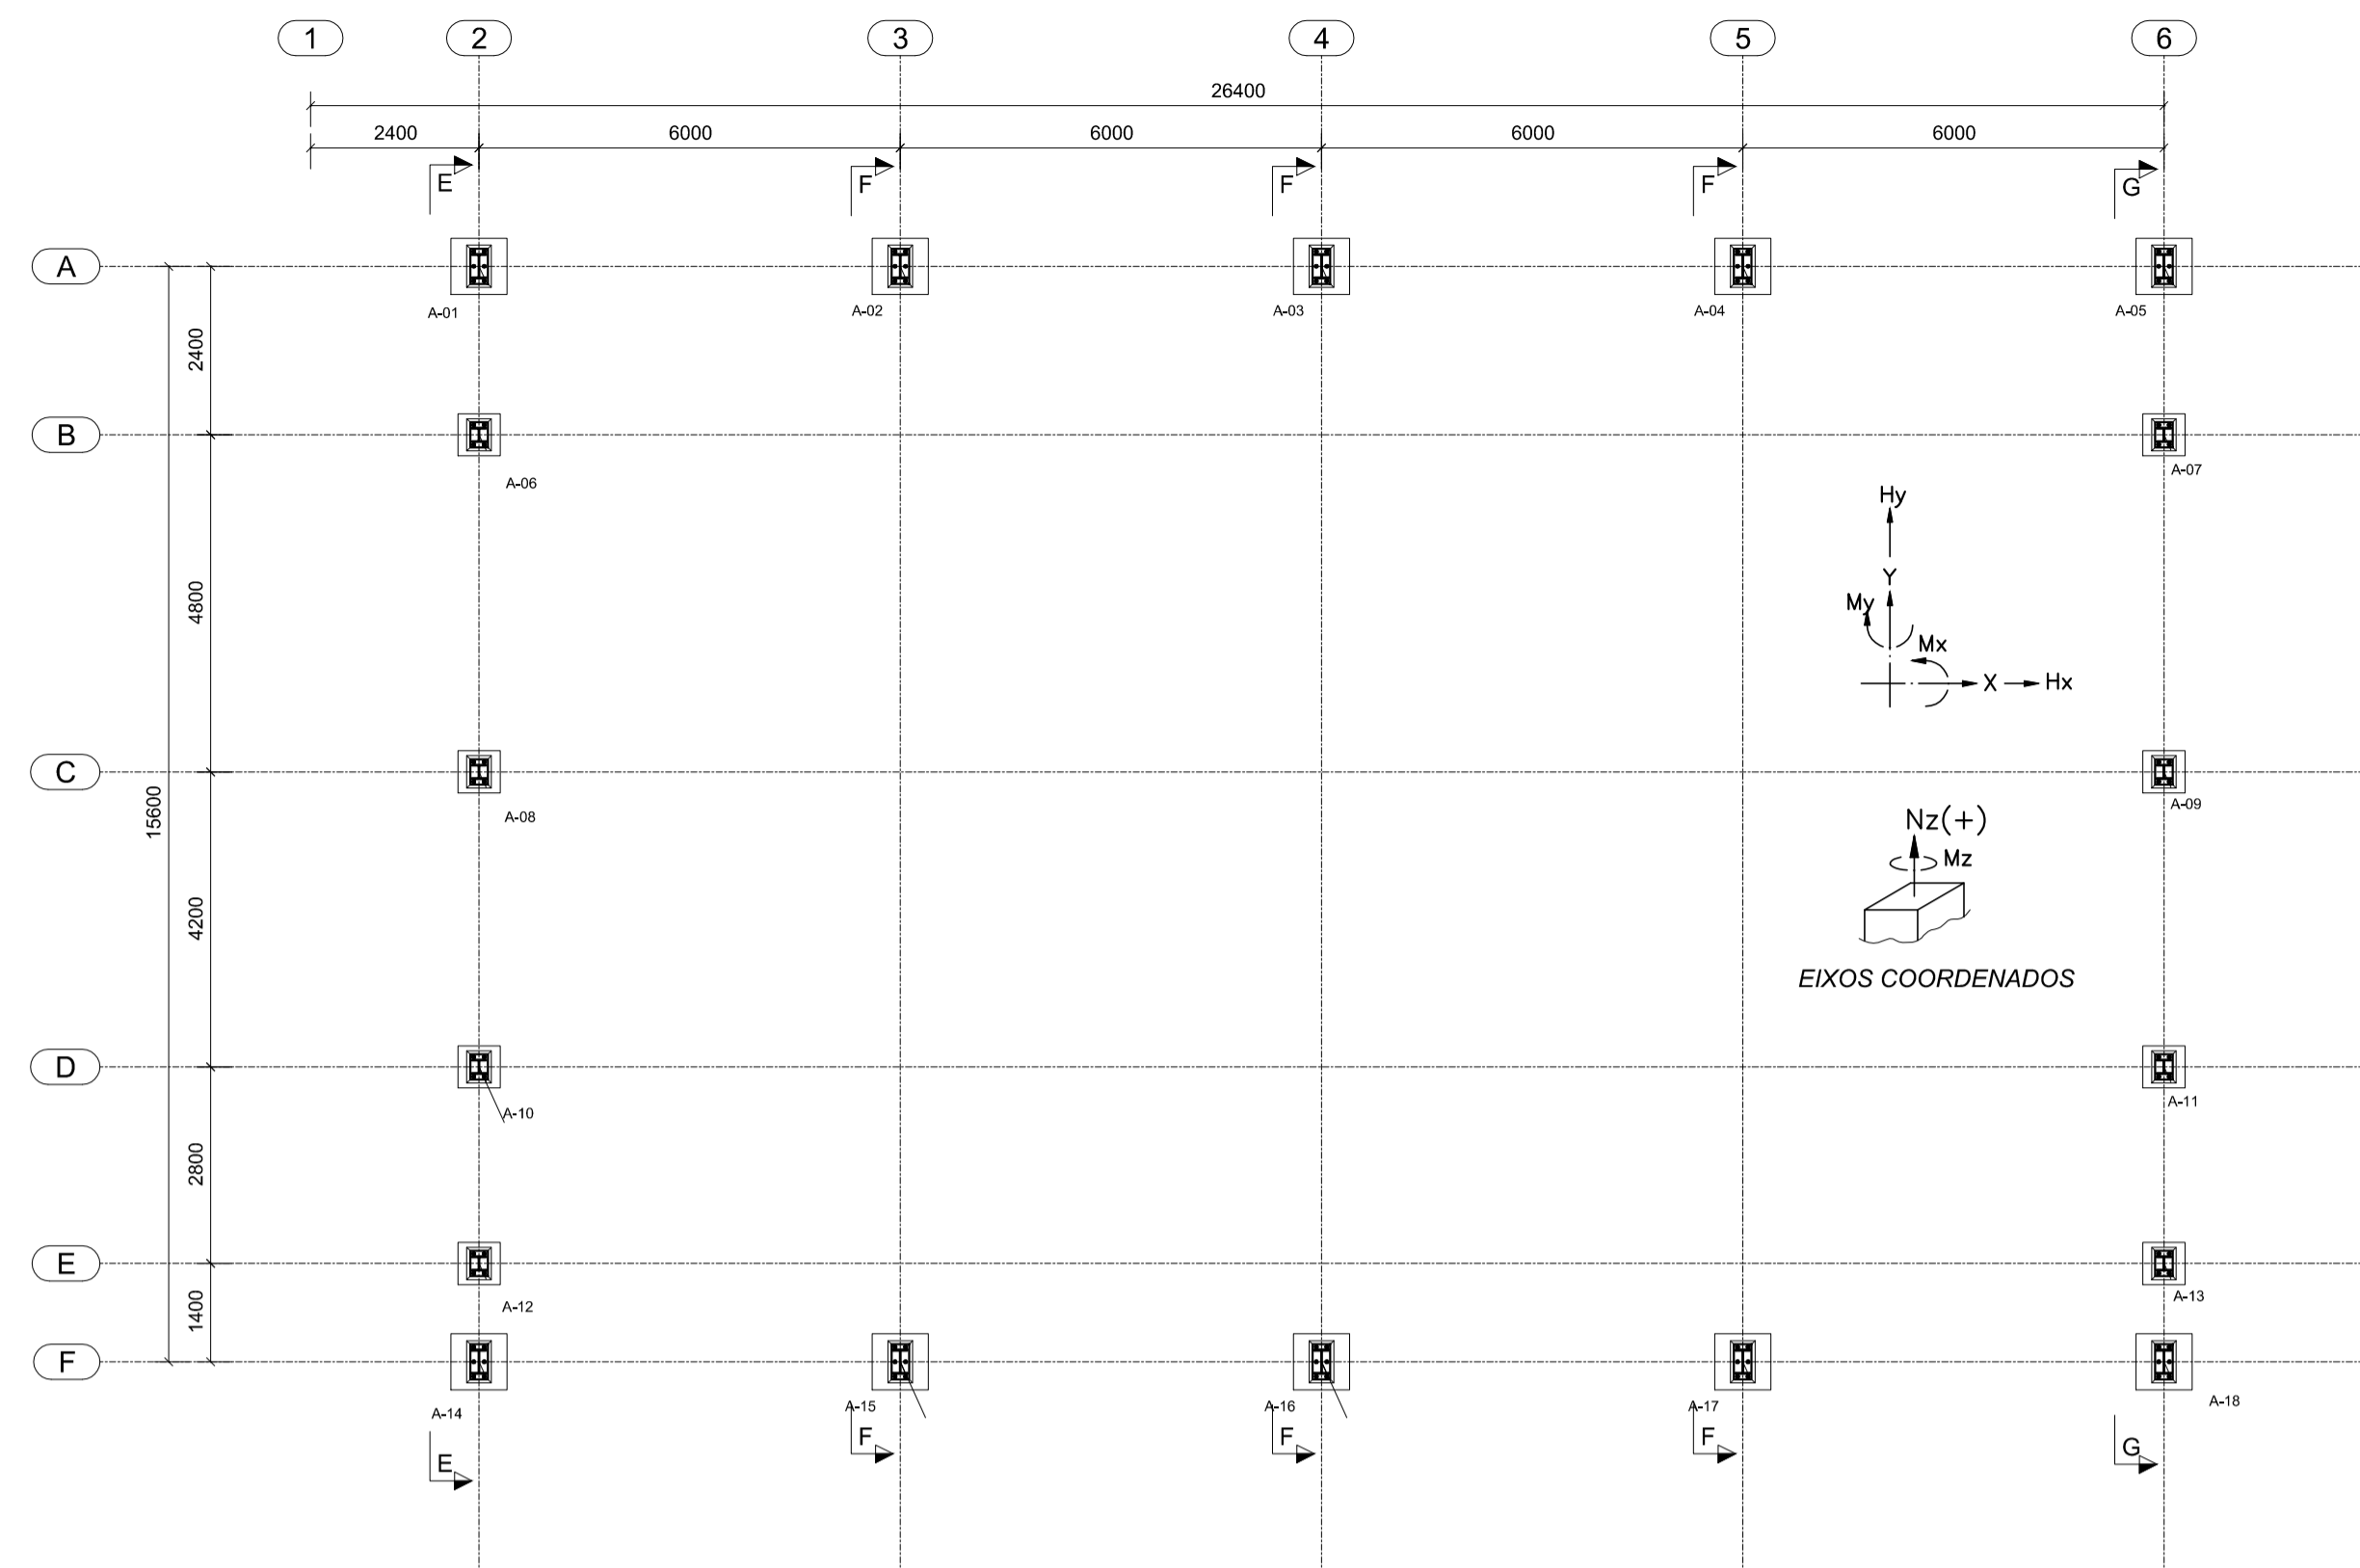 1 2 3 4 5 6
26400
2400 6000 6000 6000 6000
E F F F G
A
A-01 A-02 A-03 A-04 A-05
2400
B
A-06 A-07
Hy
4800
Y
My
Mx
X Hx
C
15600
A-08 A-09
Nz(+)
Mz
4200
EIXOS COORDENADOS
D
A-10 A-11
2800
E
A-12 A-13
1400
F
A-14 A-15 A-16 A-17 A-18
F F F G
E